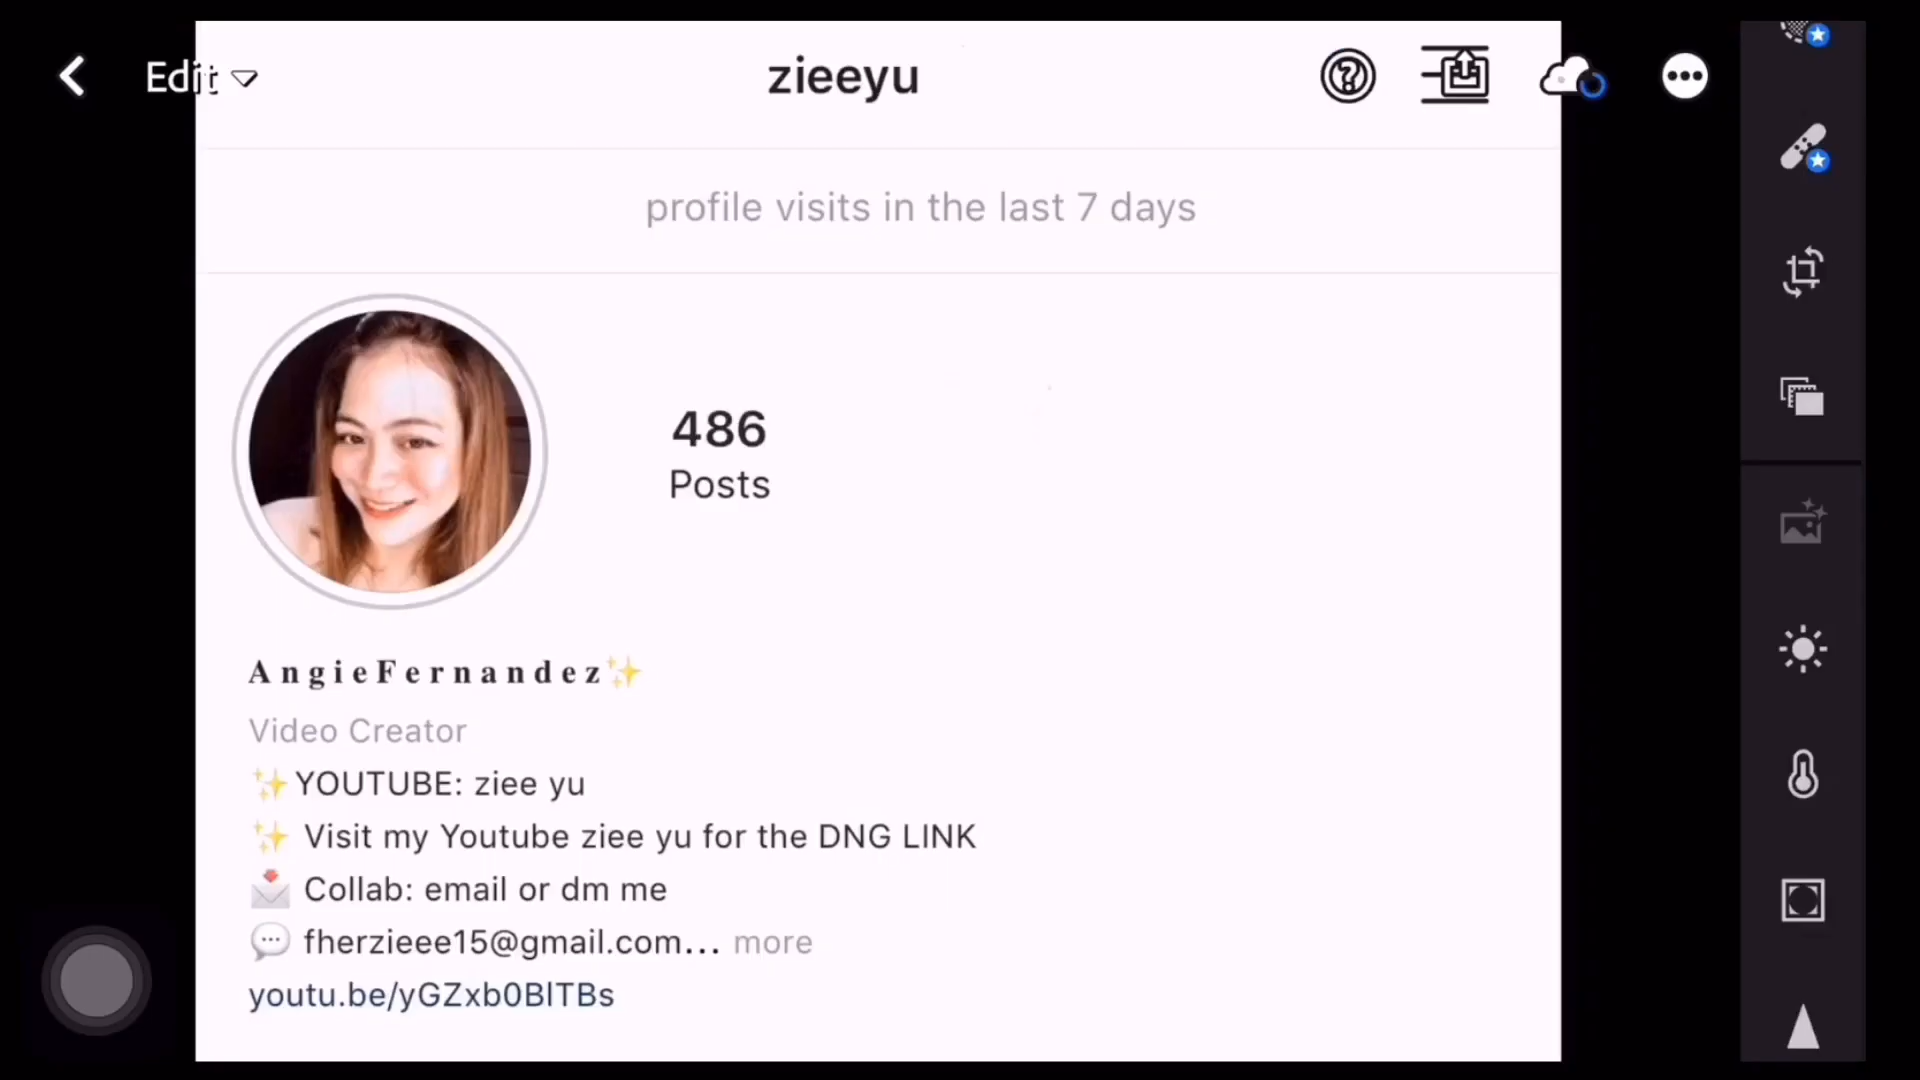 Edit
zieeyu
profile visits in the last 7 days
486
Posts
AngieFernandez✨
Video Creator
✨YOUTUBE: ziee yu
✨ Visit my Youtube ziee yu for the DNG LINK
📩 Collab: email or dm me
💬 fherzieee15@gmail.com... more
youtu.be/yGZxb0BlTBs